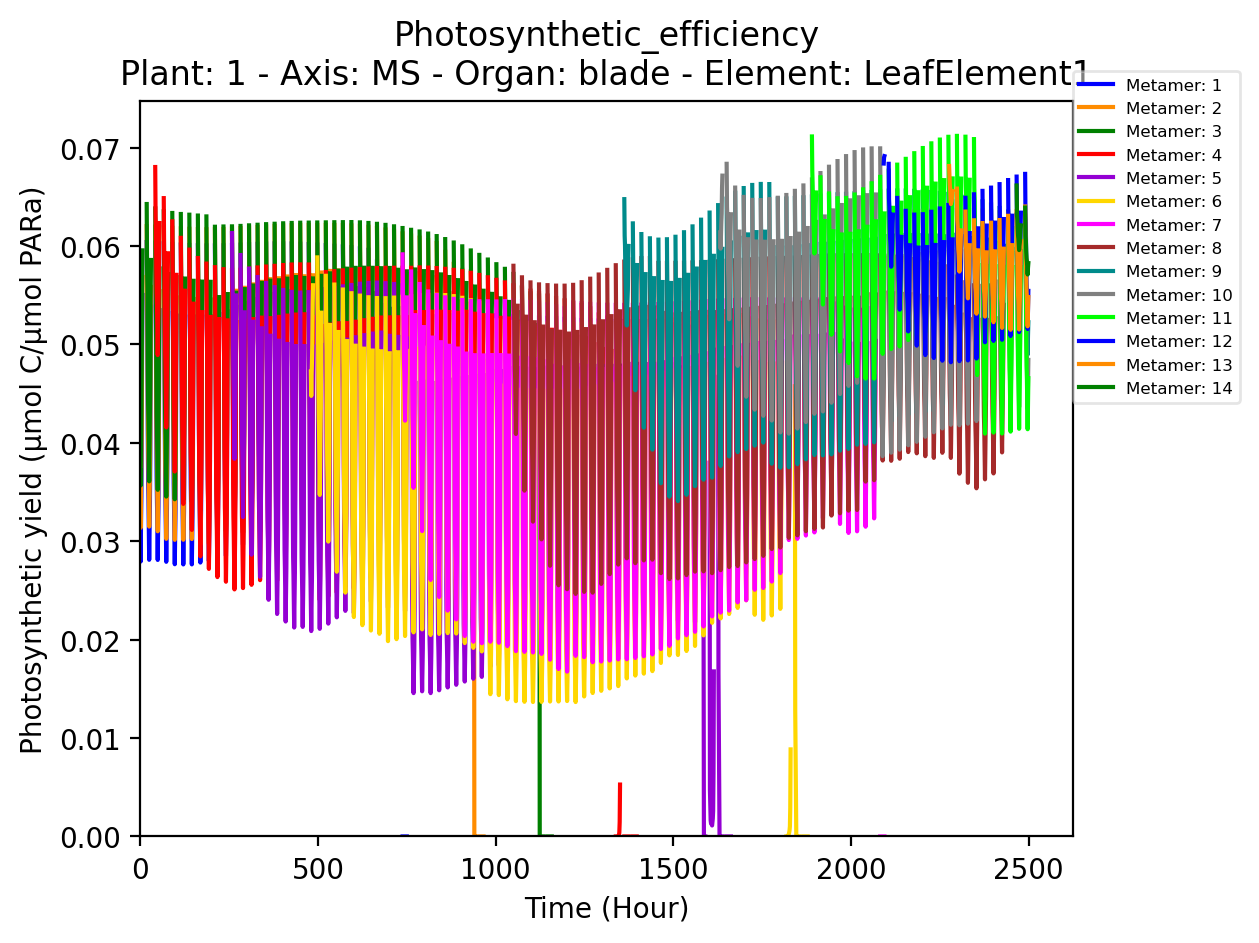 Photosynthetic_efficiency
Plant: 1 - Axis: MS - Organ: blade - Element: LeafElement1
Metamer: 1
Metamer: 2
Metamer: 3
Metamer: 4
Metamer: 5
Metamer: 6
Metamer: 7
Metamer: 8
Metamer: 9
Metamer: 10
Metamer: 11
Metamer: 12
Metamer: 13
Metamer: 14
Photosynthetic yield (µmol C/µmol PARa)
0.07
0.06
0.05
0.04
0.03
0.02
0.01
0.00
0
500
1000
1500
2000
2500
Time (Hour)